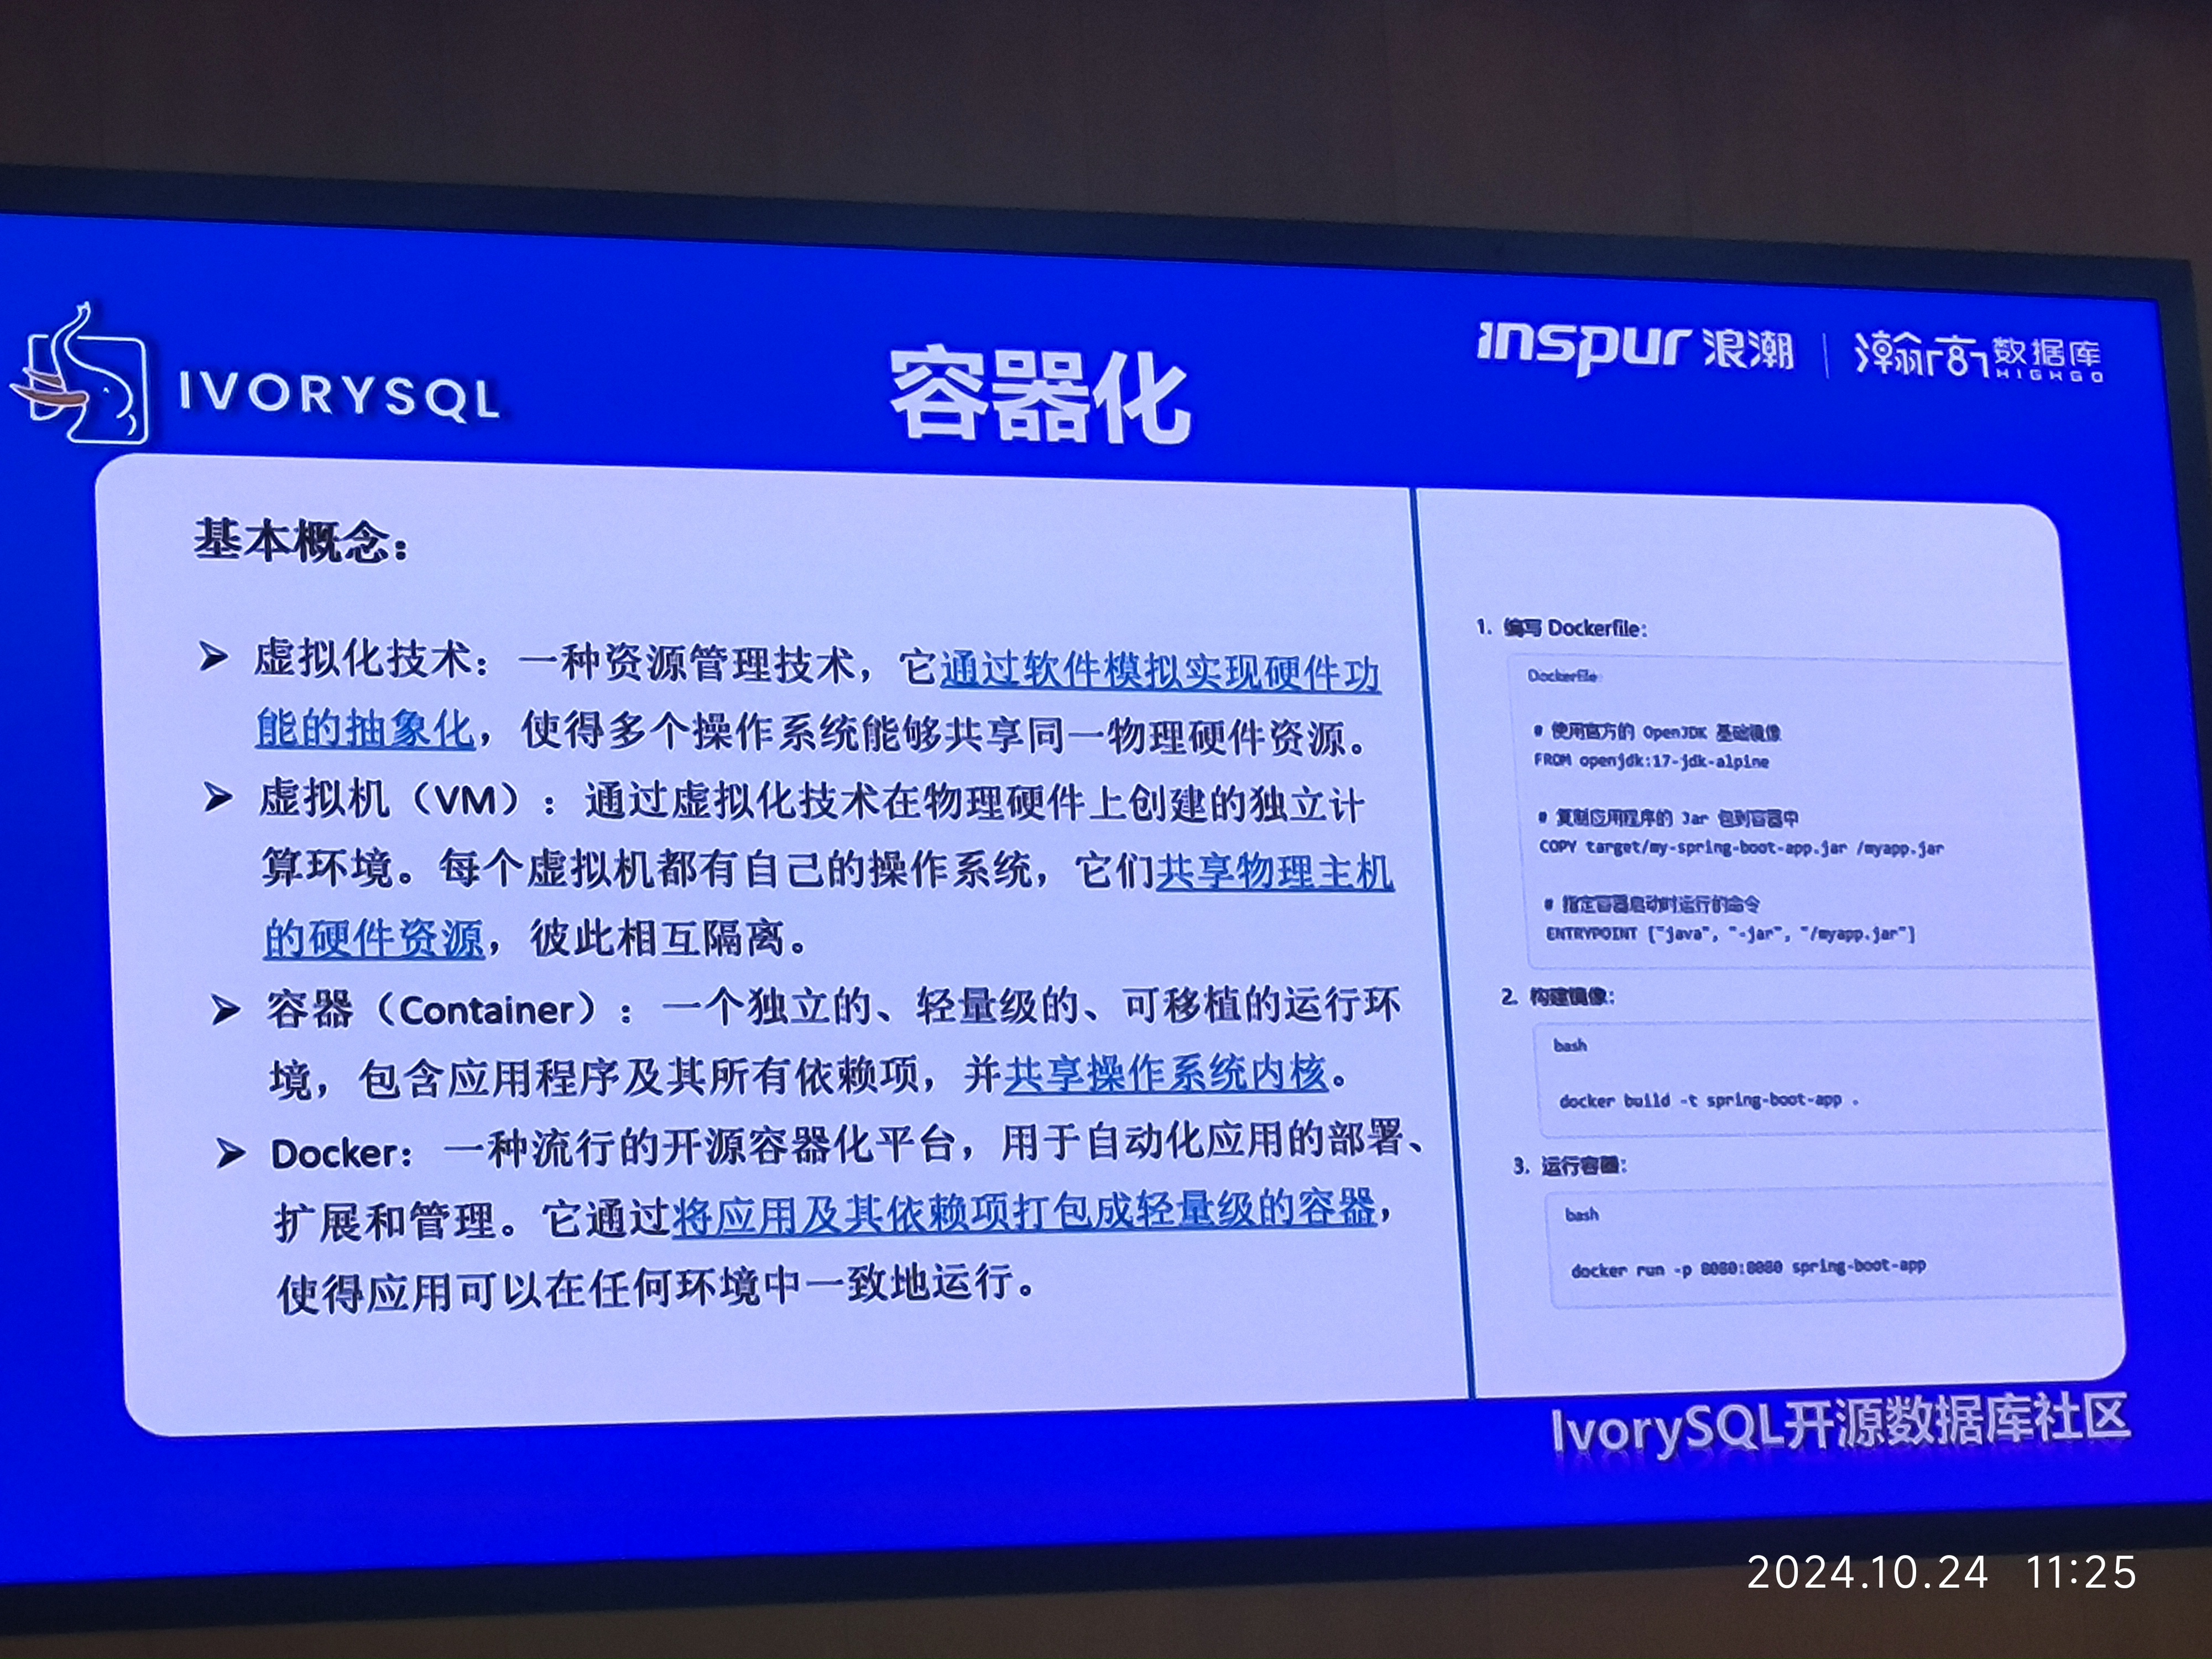 IVORYSQL
容器化
inspur 浪潮 | 瀚高数据库
HIGHGO
基本概念：
➢ 虚拟化技术：一种资源管理技术，它通过软件模拟实现硬件功
能的抽象化，使得多个操作系统能够共享同一物理硬件资源。
➢ 虚拟机（VM）：通过虚拟化技术在物理硬件上创建的独立计
算环境。每个虚拟机都有自己的操作系统，它们共享物理主机
的硬件资源，彼此相互隔离。
➢ 容器（Container）：一个独立的、轻量级的、可移植的运行环
境，包含应用程序及其所有依赖项，并共享操作系统内核。
➢ Docker：一种流行的开源容器化平台，用于自动化应用的部署、
扩展和管理。它通过将应用及其依赖项打包成轻量级的容器，
使得应用可以在任何环境中一致地运行。
1. 编写 Dockerfile：
Dockerfile
# 使用官方的 OpenJDK 基础镜像
FROM openjdk:17-jdk-alpine
# 复制应用程序的 Jar 包到容器中
COPY target/my-spring-boot-app.jar /myapp.jar
# 指定容器启动时运行的命令
ENTRYPOINT ["java", "-jar", "/myapp.jar"]
2. 构建镜像：
bash
docker build -t spring-boot-app .
3. 运行容器：
bash
docker run -p 8080:8080 spring-boot-app
IvorySQL开源数据库社区
2024.10.24 11:25